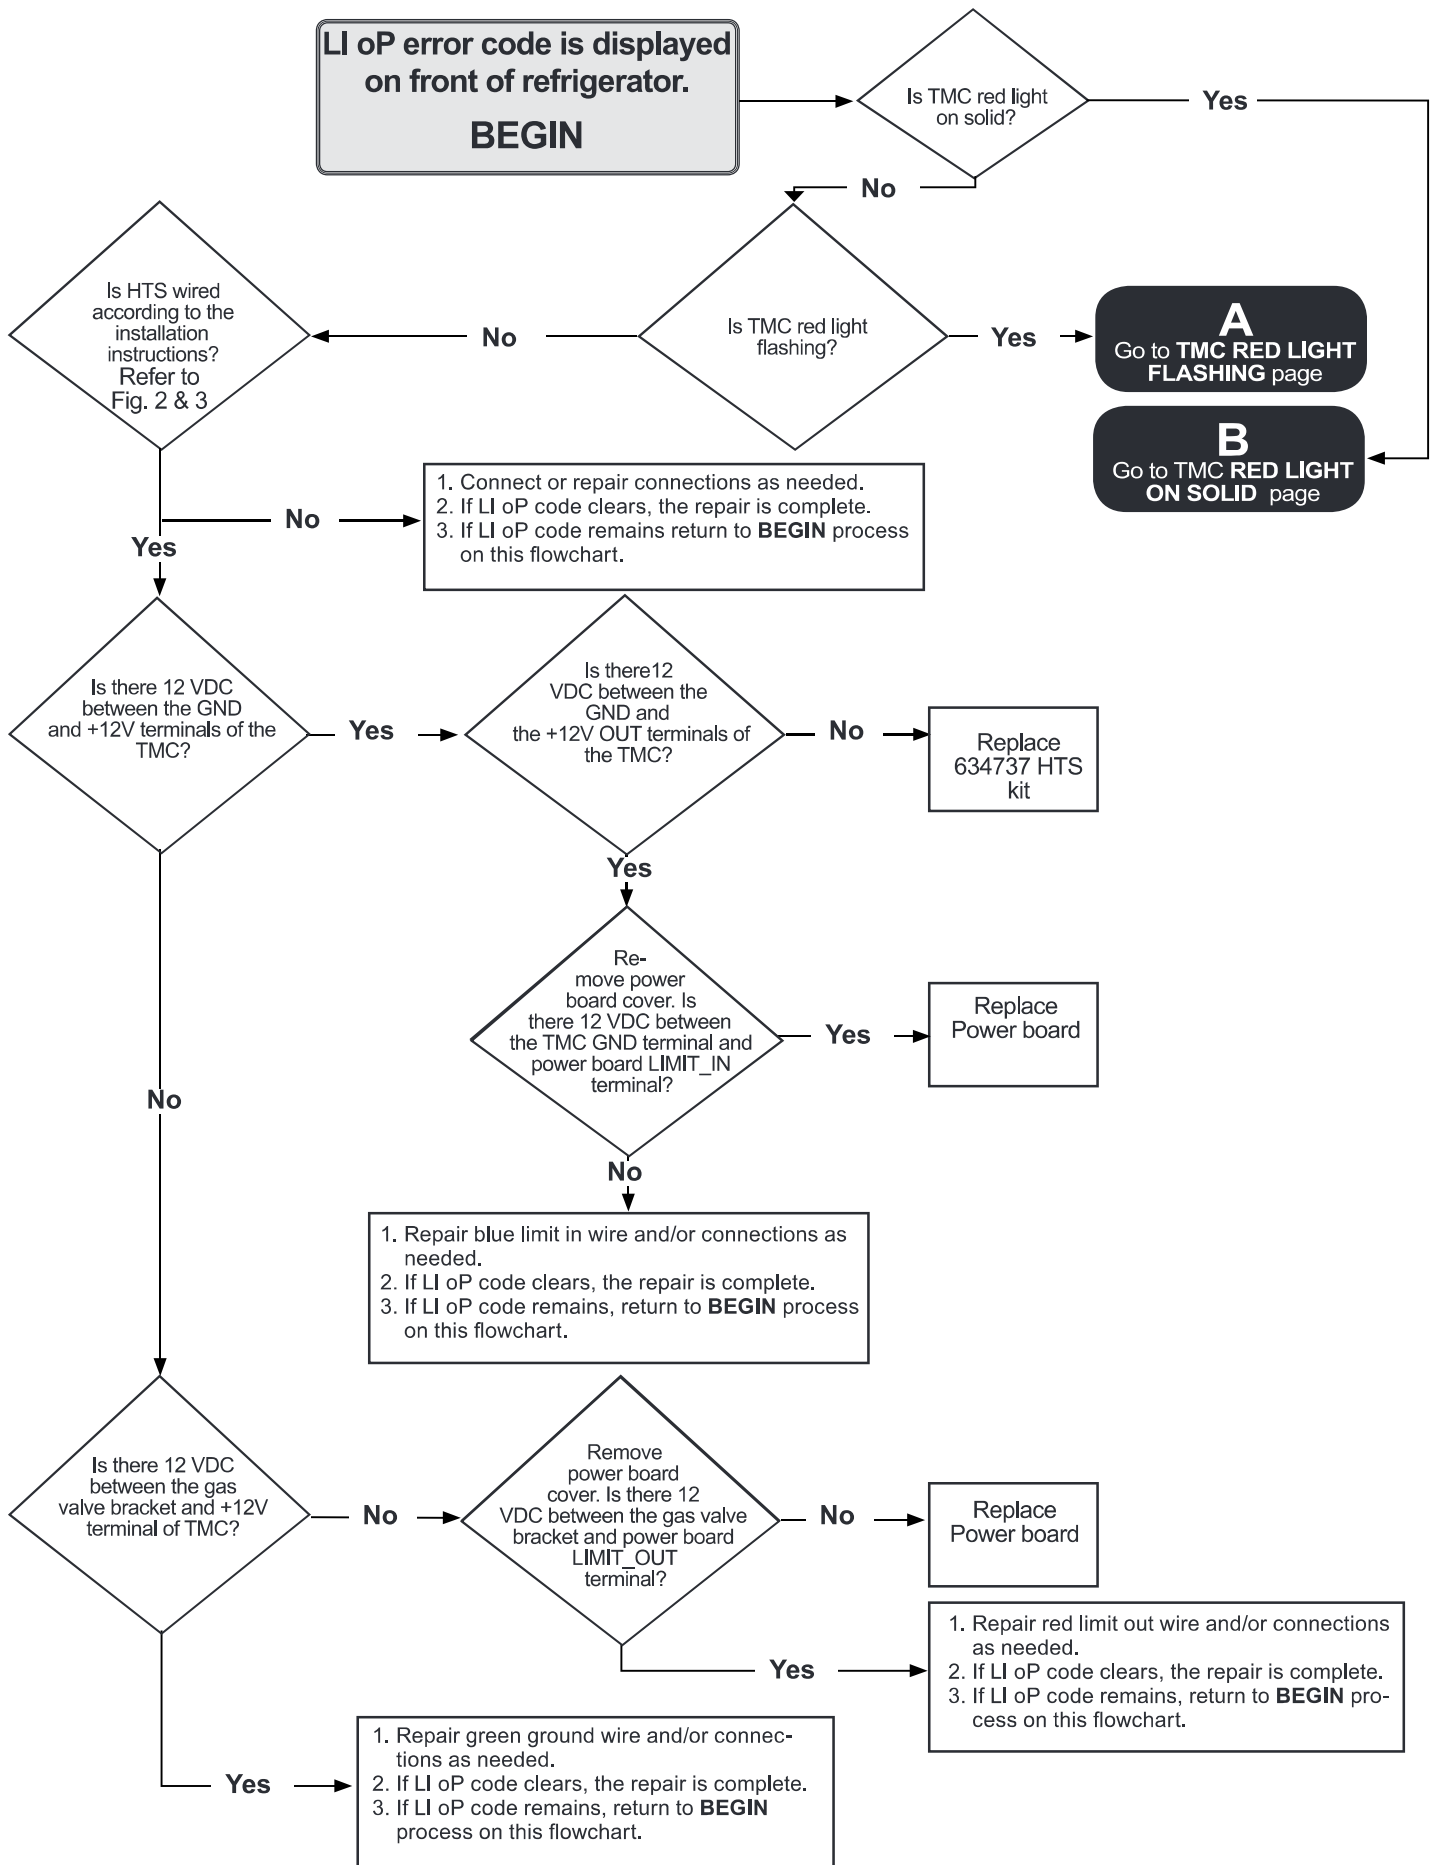 LI oP error code is displayed
on front of refrigerator.
BEGIN
Is TMC red light
on solid?
Yes
No
Is HTS wired
according to the
installation
instructions?
Refer to
Fig. 2 & 3
No
Is TMC red light
flashing?
Yes
A
Go to TMC RED LIGHT
FLASHING page
B
Go to TMC RED LIGHT
ON SOLID page
1. Connect or repair connections as needed.
2. If LI oP code clears, the repair is complete.
3. If LI oP code remains return to BEGIN process
on this flowchart.
No
Yes
Is there 12 VDC
between the GND
and +12V terminals of the
TMC?
Yes
Is there12
VDC between the
GND and
the +12V OUT terminals of
the TMC?
No
Replace
634737 HTS
kit
Yes
Re-
move power
board cover. Is
there 12 VDC between
the TMC GND terminal and
power board LIMIT_IN
terminal?
Yes
Replace
Power board
No
No
1. Repair blue limit in wire and/or connections as
needed.
2. If LI oP code clears, the repair is complete.
3. If LI oP code remains, return to BEGIN process
on this flowchart.
Is there 12 VDC
between the gas
valve bracket and +12V
terminal of TMC?
No
Remove
power board
cover. Is there 12
VDC between the gas valve
bracket and power board
LIMIT_OUT
terminal?
No
Replace
Power board
Yes
1. Repair red limit out wire and/or connections
as needed.
2. If LI oP code clears, the repair is complete.
3. If LI oP code remains, return to BEGIN pro-
cess on this flowchart.
Yes
1. Repair green ground wire and/or connec-
tions as needed.
2. If LI oP code clears, the repair is complete.
3. If LI oP code remains, return to BEGIN
process on this flowchart.